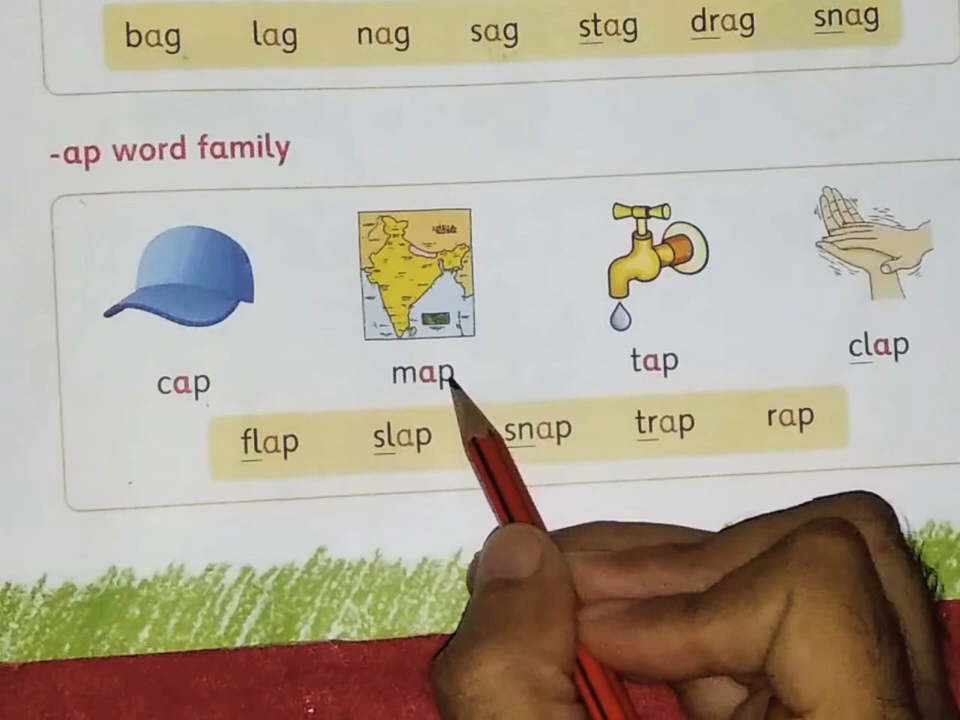 bag lag nag sag stag drag snag
-ap word family
cap map tap clap
flap slap snap trap rap